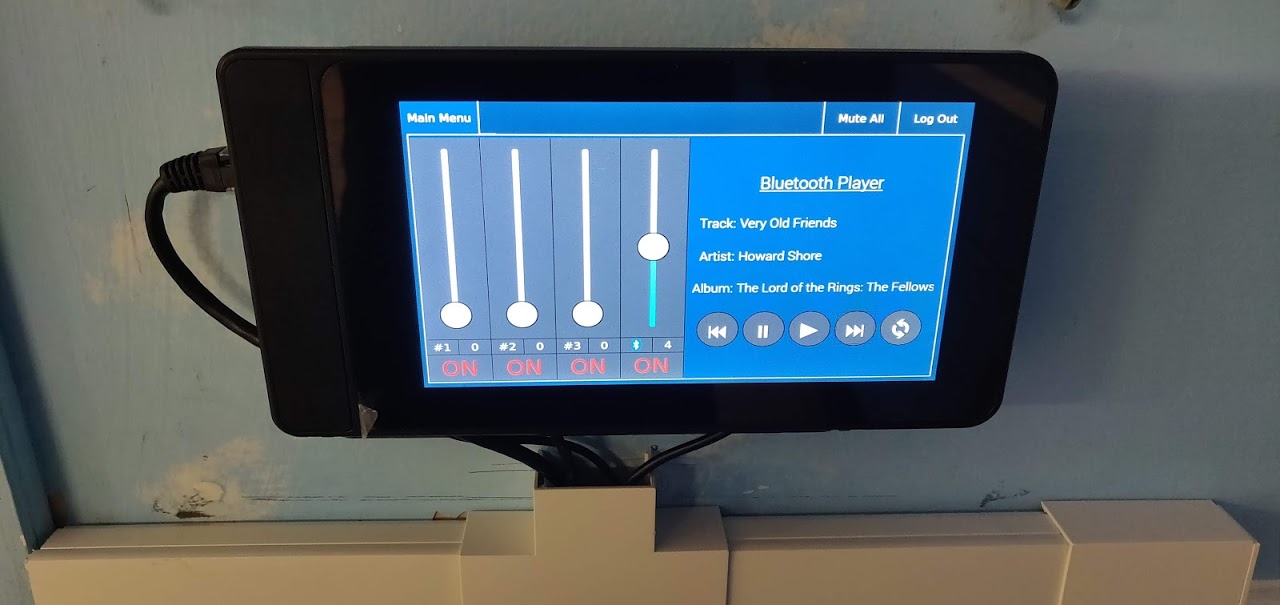 Main Menu
Mute All
Log Out
Bluetooth Player
Track: Very Old Friends
Artist: Howard Shore
Album: The Lord of the Rings: The Fellows
#1 0 #2 0 #3 0 4
ON ON ON ON